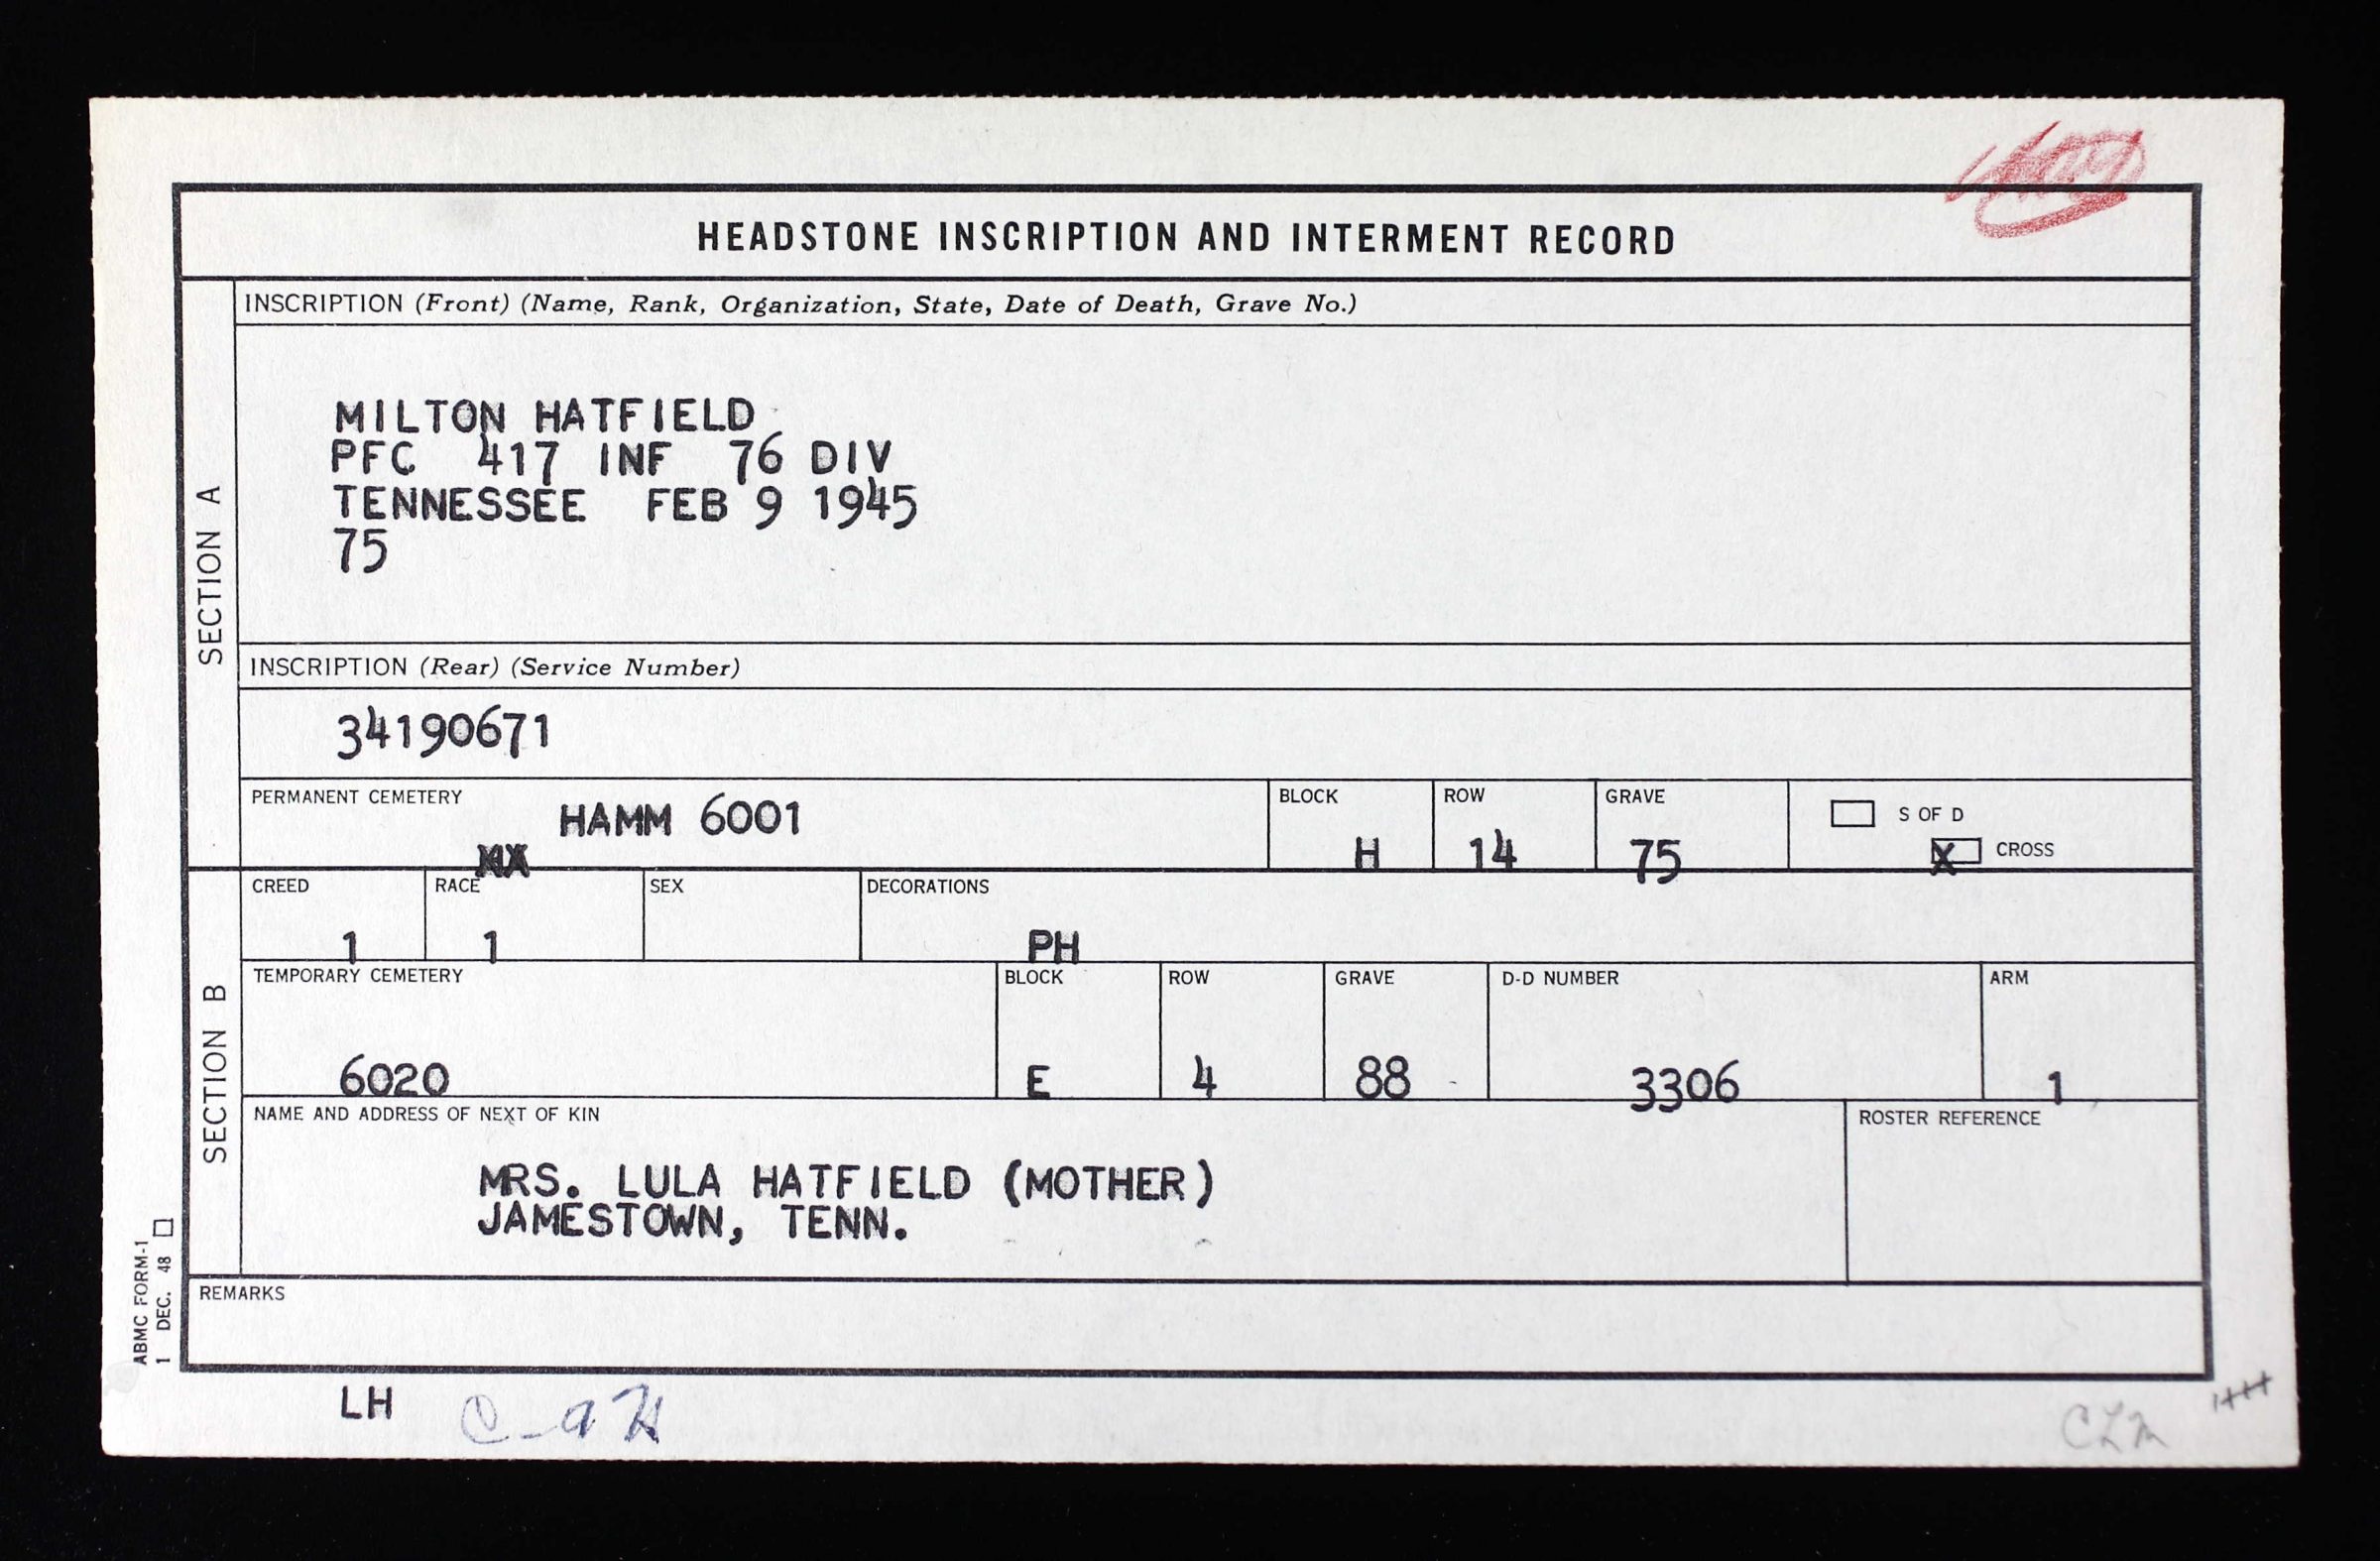 HEADSTONE INSCRIPTION AND INTERMENT RECORD
SECTION A
INSCRIPTION (Front) (Name, Rank, Organization, State, Date of Death, Grave No.)
MILTON HATFIELD
PFC 417 INF 76 DIV
TENNESSEE FEB 9 1945
75
INSCRIPTION (Rear) (Service Number)
34190671
PERMANENT CEMETERY HAMM 6001
BLOCK H
ROW 14
GRAVE 75
S OF D
X CROSS
SECTION B
CREED 1
RACE 1
SEX
DECORATIONS PH
TEMPORARY CEMETERY 6020
BLOCK E
ROW 4
GRAVE 88
D-D NUMBER 3306
ARM 1
NAME AND ADDRESS OF NEXT OF KIN
MRS. LULA HATFIELD (MOTHER)
JAMESTOWN, TENN.
ROSTER REFERENCE
REMARKS
ABMC FORM-1
1 DEC. 48
LH